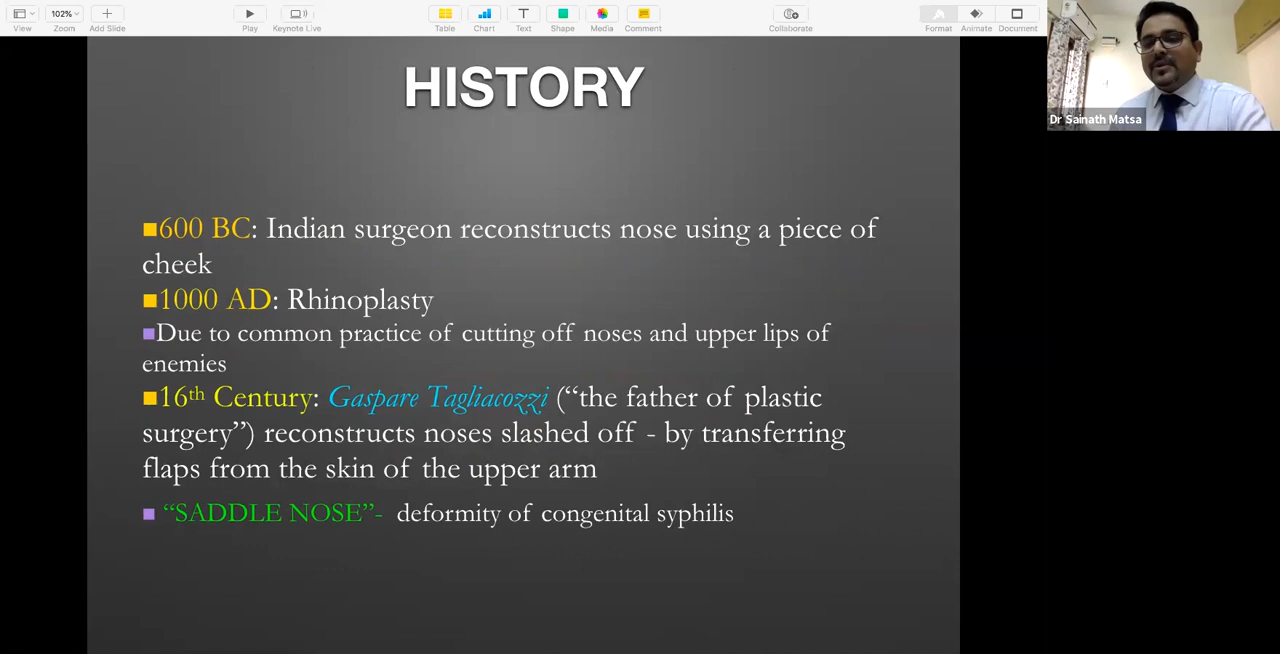 102%
View
Zoom
Add Slide
Play
Keynote Live
Table
Chart
Text
Shape
Media
Comment
Collaborate
Format
Animate
Document
Dr Sainath Matsa
HISTORY
600 BC: Indian surgeon reconstructs nose using a piece of
cheek
1000 AD: Rhinoplasty
Due to common practice of cutting off noses and upper lips of
enemies
16th Century: Gaspare Tagliacozzi (“the father of plastic
surgery”) reconstructs noses slashed off - by transferring
flaps from the skin of the upper arm
“SADDLE NOSE”- deformity of congenital syphilis